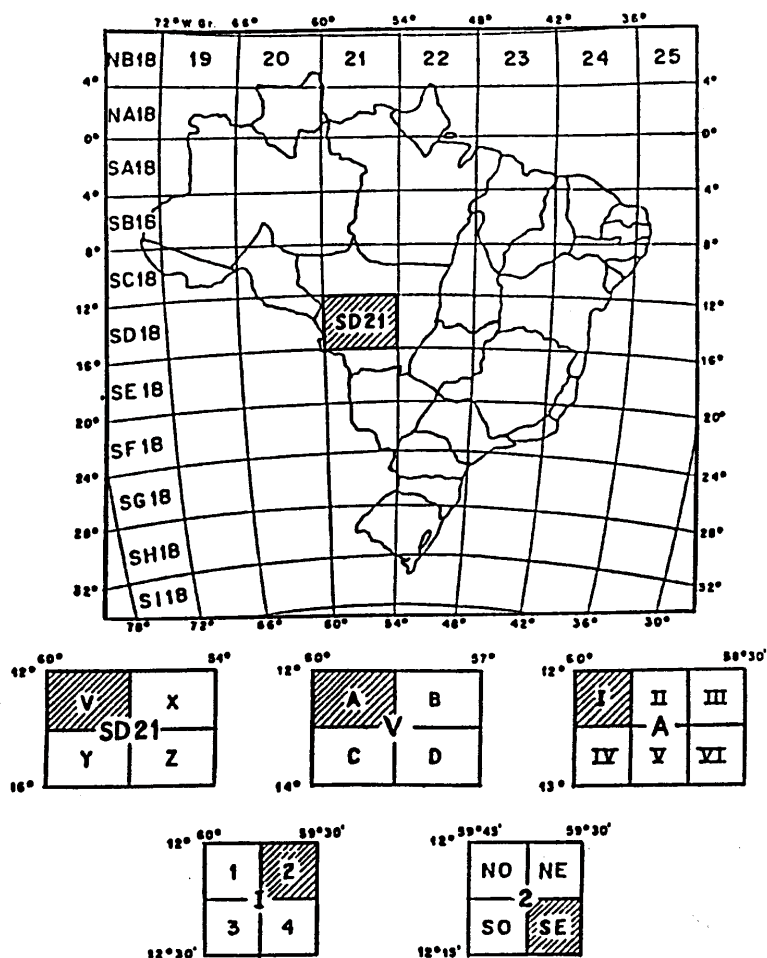 72° W Gr. 66° 60° 54° 48° 42° 36°
NB18 19 20 21 22 23 24 25
4° 4°
NA18
0° 0°
SA18
4° 4°
SB18
8° 8°
SC18
12° 12°
SD18 SD21
16° 16°
SE18
20° 20°
SF18
24° 24°
SG18
28° 28°
SH18
32° 32°
SI18
78° 72° 66° 60° 54° 48° 42° 36° 30°
60° 54°
12°
V X
SD21
Y Z
16°
60° 57°
12°
A B
V
C D
14°
60° 58°30'
12°
I II III
A
IV V VI
13°
60° 59°30'
12°
1 2
I
3 4
12°30'
59°45' 59°30'
12°
NO NE
2
SO SE
12°15'